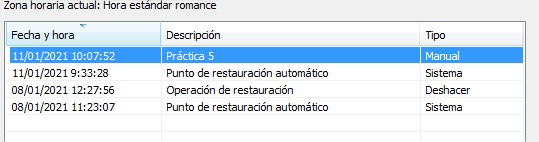 Zona horaria actual: Hora estándar romance
Fecha y hora Descripción Tipo
11/01/2021 10:07:52 Práctica 5 Manual
11/01/2021 9:33:28 Punto de restauración automático Sistema
08/01/2021 12:27:56 Operación de restauración Deshacer
08/01/2021 11:23:07 Punto de restauración automático Sistema